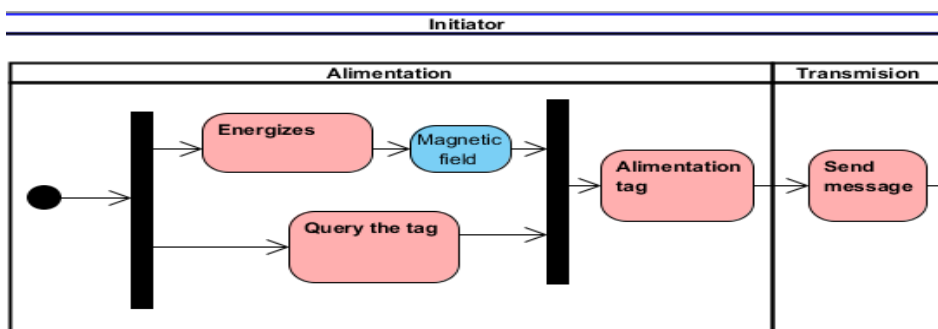 Initiator
Alimentation
Transmision
Energizes
Magnetic
field
Alimentation
tag
Send
message
Query the tag